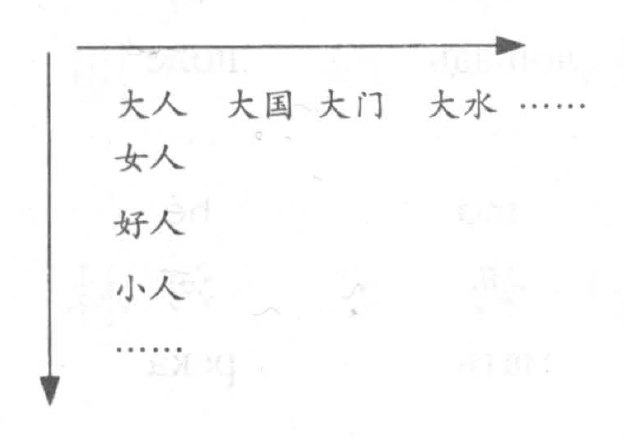 大人 大国 大门 大水 ……
女人
好人
小人
……